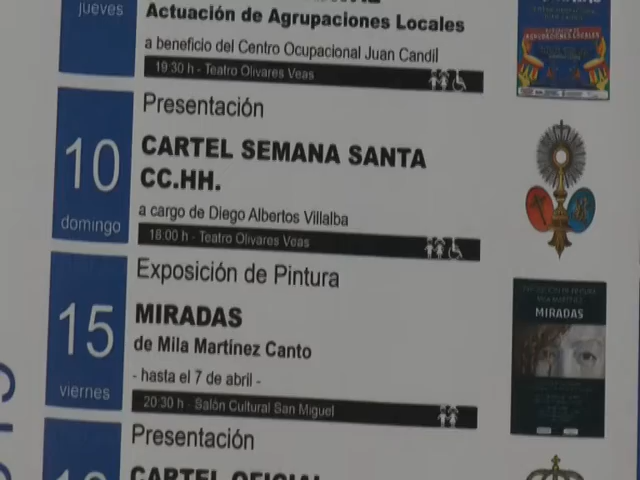 jueves
Actuación de Agrupaciones Locales
a beneficio del Centro Ocupacional Juan Candil
19:30 h - Teatro Olivares Veas
10
domingo
Presentación
CARTEL SEMANA SANTA
CC.HH.
a cargo de Diego Albertos Villalba
18:00 h - Teatro Olivares Veas
15
viernes
Exposición de Pintura
MIRADAS
de Mila Martínez Canto
- hasta el 7 de abril -
20:30 h - Salón Cultural San Miguel
MIRADAS
Presentación
CARTEL OFICIAL